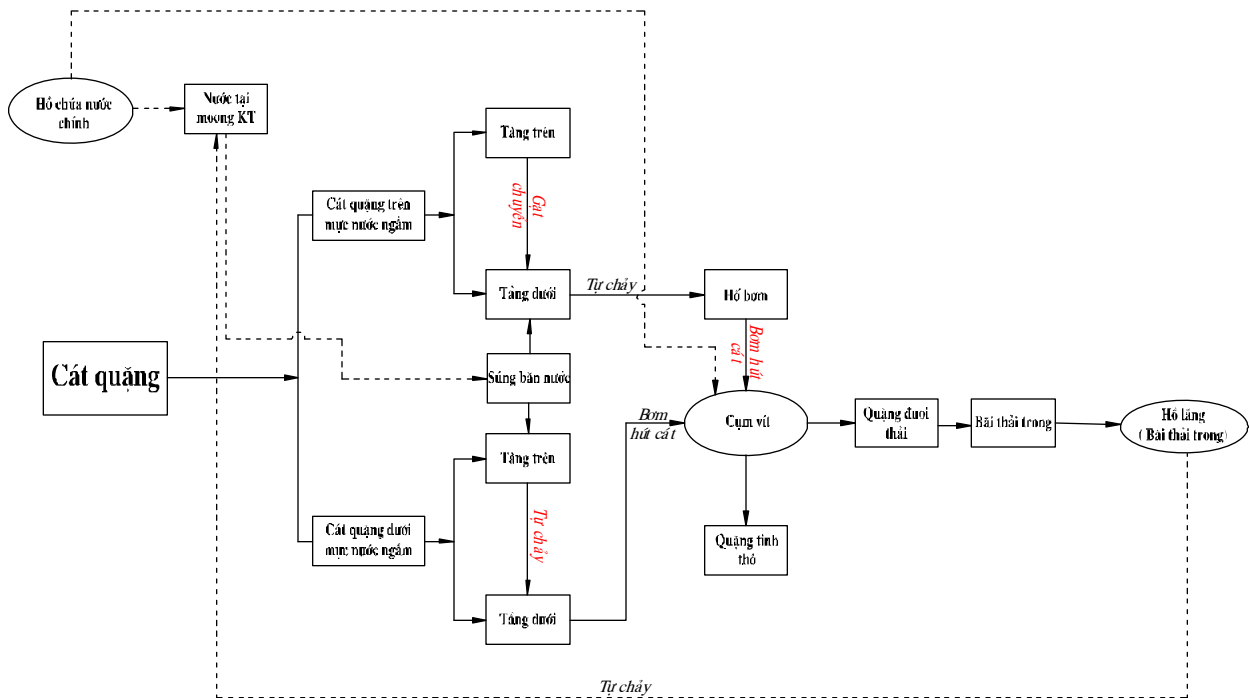 Hồ chứa nước
chính
Nước tại
moong KT
Tầng trên
Gạt
chuyển
Cát quặng trên
mực nước ngầm
Tầng dưới
Tự chảy
Hố bơm
Bơm hút
cát
Cát quặng
Súng bắn nước
Bơm
hút cát
Cụm vít
Quặng đuôi
thải
Bãi thải trong
Hồ lắng
( Bãi thải trong)
Tầng trên
Tự chảy
Cát quặng dưới
mực nước ngầm
Quặng tinh
thô
Tầng dưới
Tự chảy